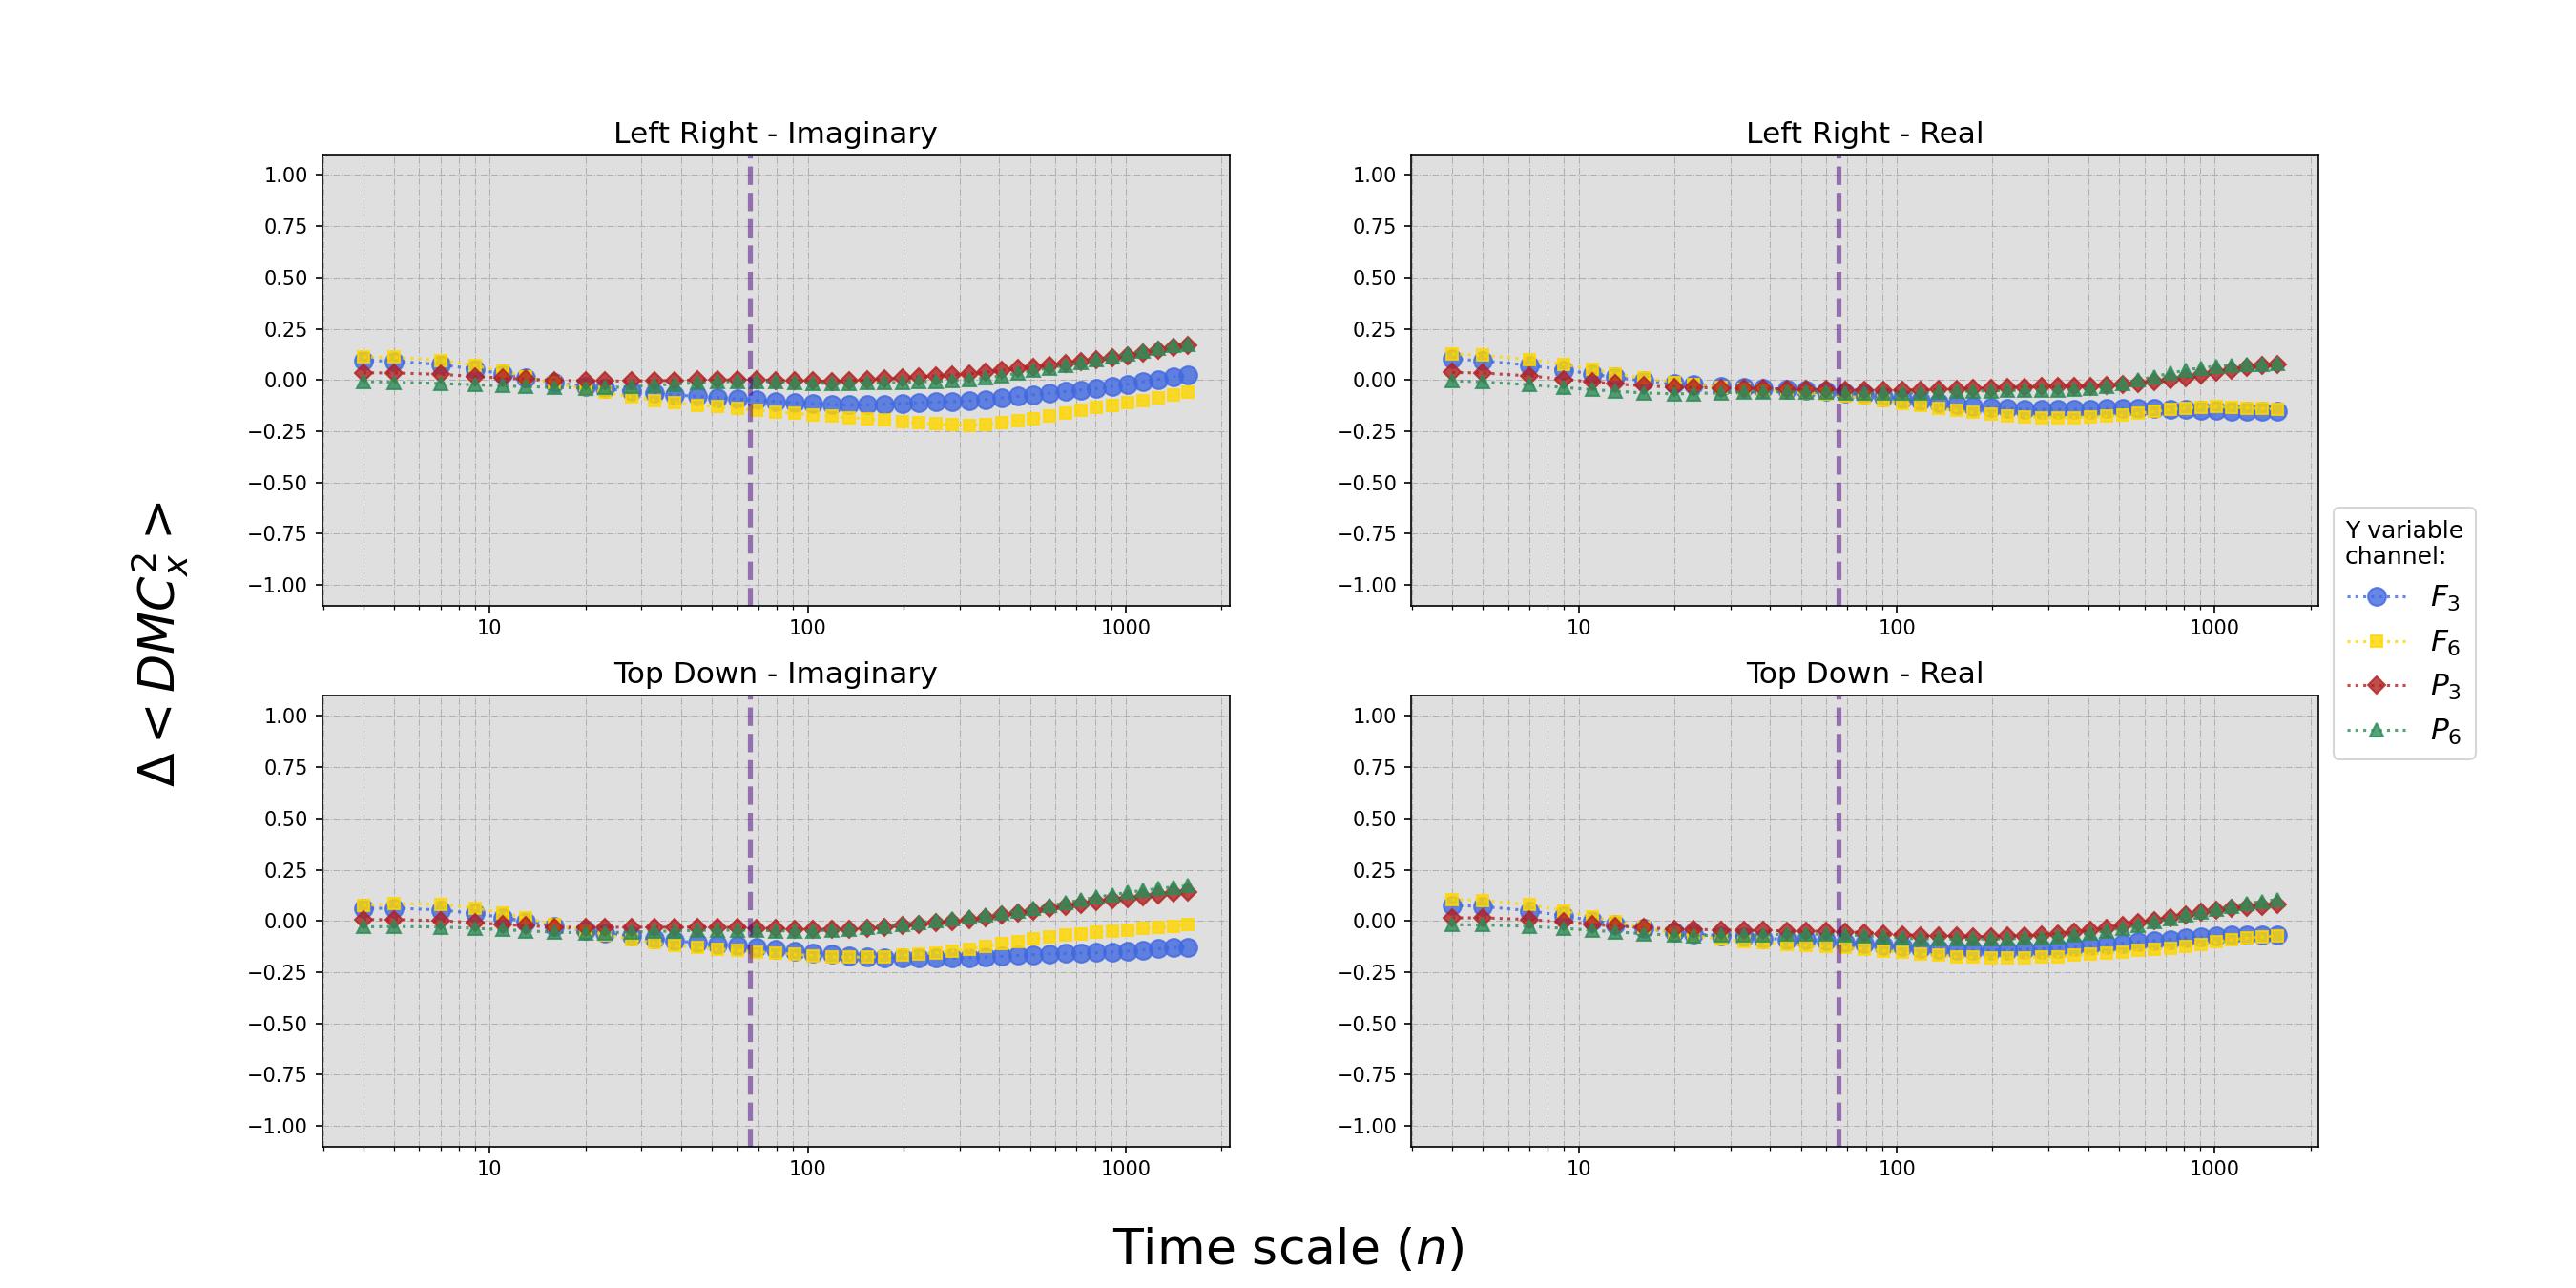 Left Right - Imaginary
1.00
0.75
0.50
0.25
0.00
−0.25
−0.50
−0.75
−1.00
10 100 1000
Left Right - Real
1.00
0.75
0.50
0.25
0.00
−0.25
−0.50
−0.75
−1.00
10 100 1000
Top Down - Imaginary
1.00
0.75
0.50
0.25
0.00
−0.25
−0.50
−0.75
−1.00
10 100 1000
Top Down - Real
1.00
0.75
0.50
0.25
0.00
−0.25
−0.50
−0.75
−1.00
10 100 1000
Δ < DMC²ₓ >
Time scale (n)
Y variable
channel:
F₃
F₆
P₃
P₆